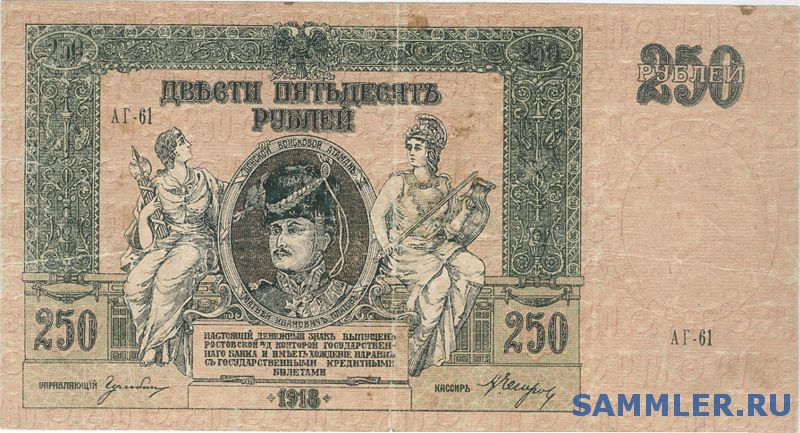 250
250
250
РУБЛЕЙ
ДВѢСТИ ПЯТЬДЕСЯТЪ
РУБЛЕЙ
АГ-61
ДОНСКОЙ ВОЙСКОВОЙ АТАМАНЪ
МАТВѢЙ ИВАНОВИЧЪ ПЛАТОВЪ
НАСТОЯЩІЙ ДЕНЕЖНЫЙ ЗНАКЪ ВЫПУЩЕНЪ
РОСТОВСКОЮ Н/Д КОНТОРОЙ ГОСУДАРСТВЕН-
НАГО БАНКА И ИМѢЕТЪ ХОЖДЕНІЕ НАРАВНѢ
СЪ ГОСУДАРСТВЕННЫМИ КРЕДИТНЫМИ
БИЛЕТАМИ
250
250
АГ-61
УПРАВЛЯЮЩІЙ
КАССИРЪ
1918
SAMMLER.RU